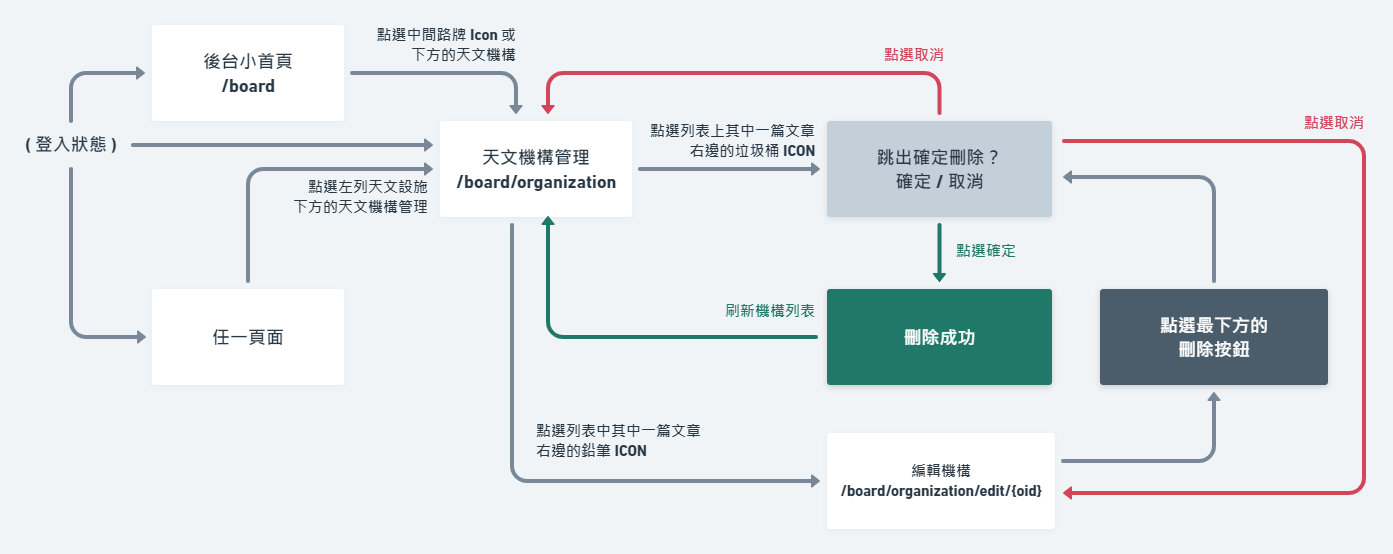 後台小首頁
/board
點選中間路牌 Icon 或
下方的天文機構
點選取消
( 登入狀態 )
天文機構管理
/board/organization
點選列表上其中一篇文章
右邊的垃圾桶 ICON
跳出確定刪除？
確定 / 取消
點選取消
點選左列天文設施
下方的天文機構管理
點選確定
任一頁面
刷新機構列表
刪除成功
點選最下方的
刪除按鈕
點選列表中其中一篇文章
右邊的鉛筆 ICON
編輯機構
/board/organization/edit/{oid}